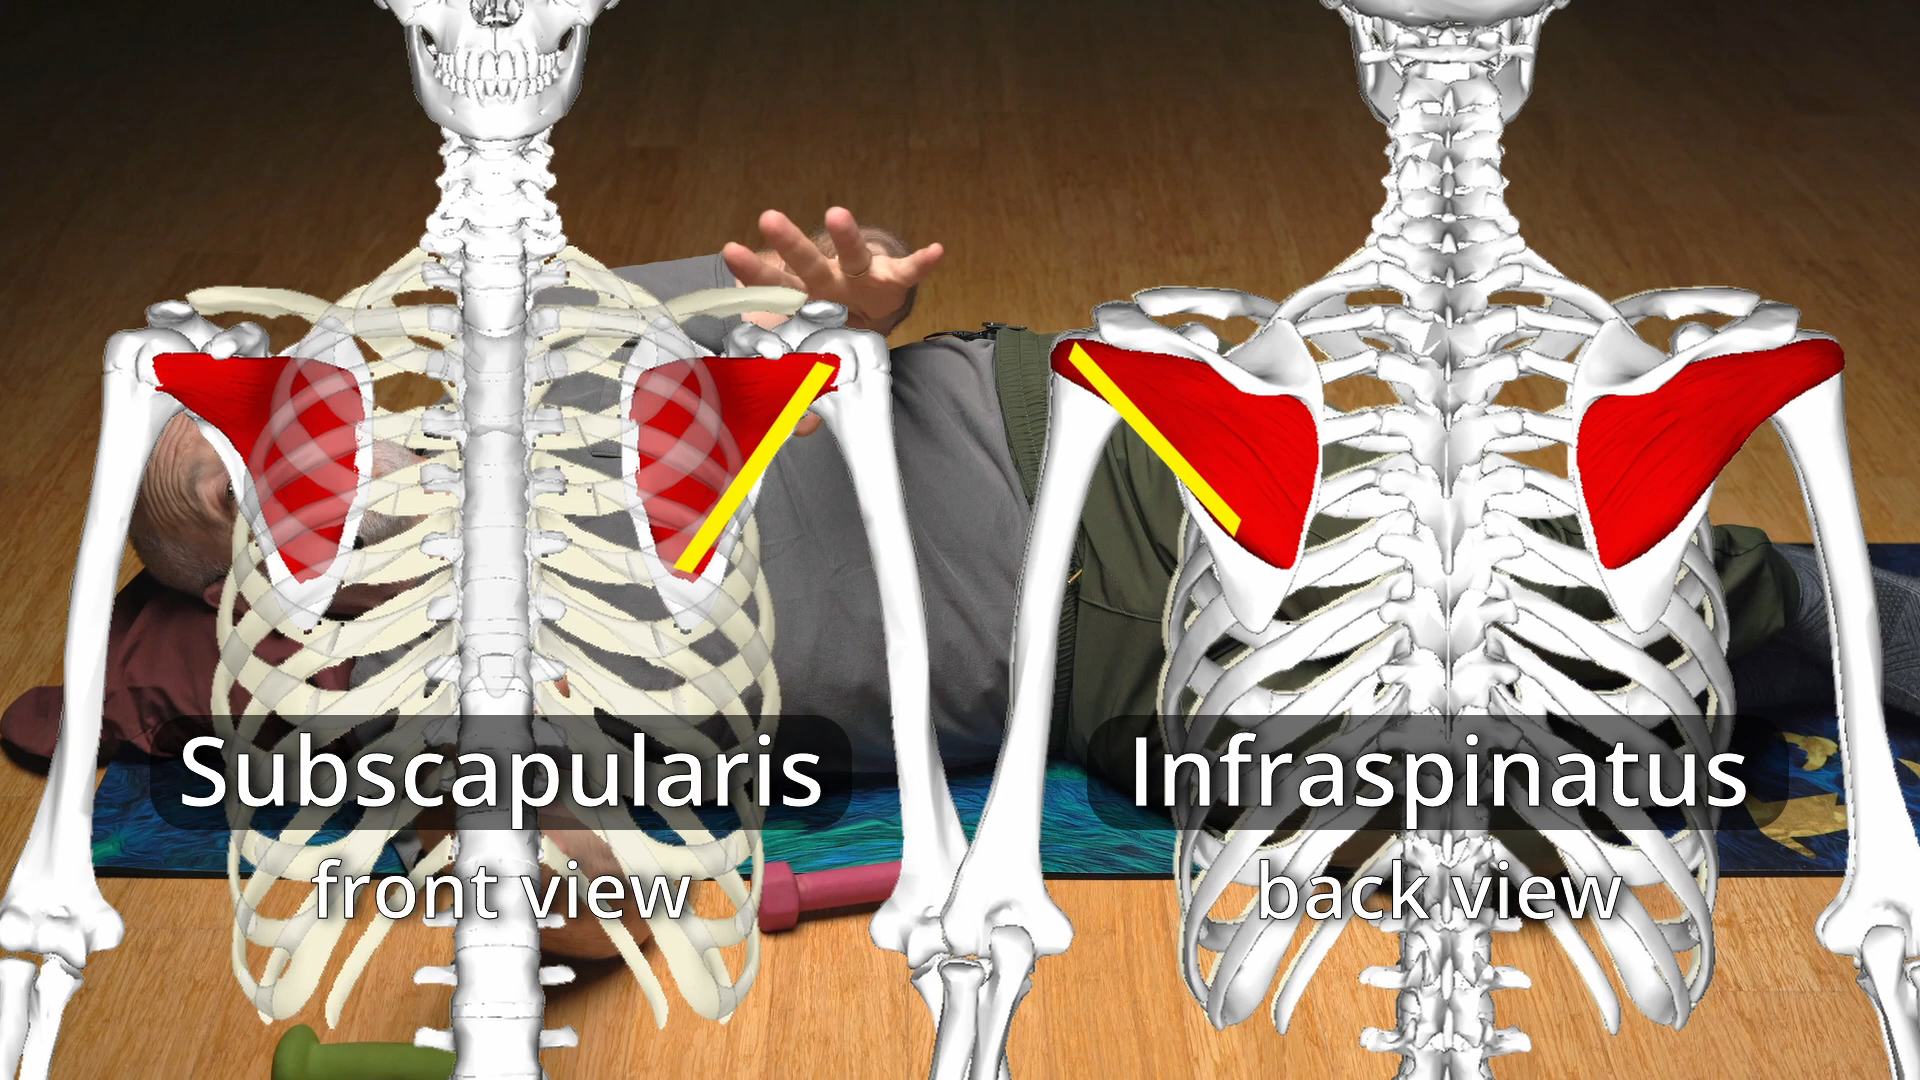 Subscapularis
front view
Infraspinatus
back view